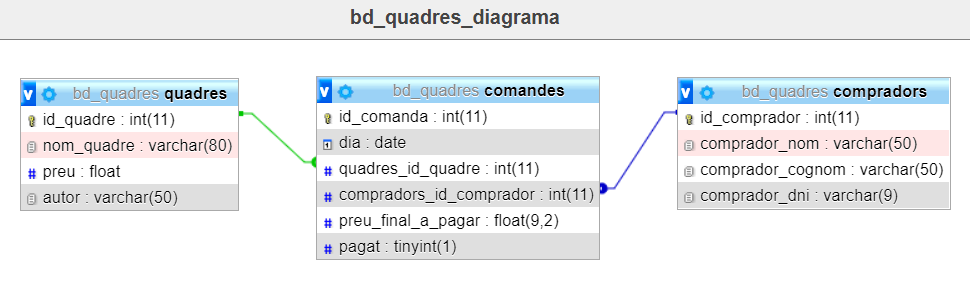 bd_quadres_diagrama
v bd_quadres quadres
id_quadre : int(11)
nom_quadre : varchar(80)
# preu : float
autor : varchar(50)
v bd_quadres comandes
id_comanda : int(11)
dia : date
# quadres_id_quadre : int(11)
# compradors_id_comprador : int(11)
# preu_final_a_pagar : float(9,2)
# pagat : tinyint(1)
v bd_quadres compradors
id_comprador : int(11)
comprador_nom : varchar(50)
comprador_cognom : varchar(50)
comprador_dni : varchar(9)